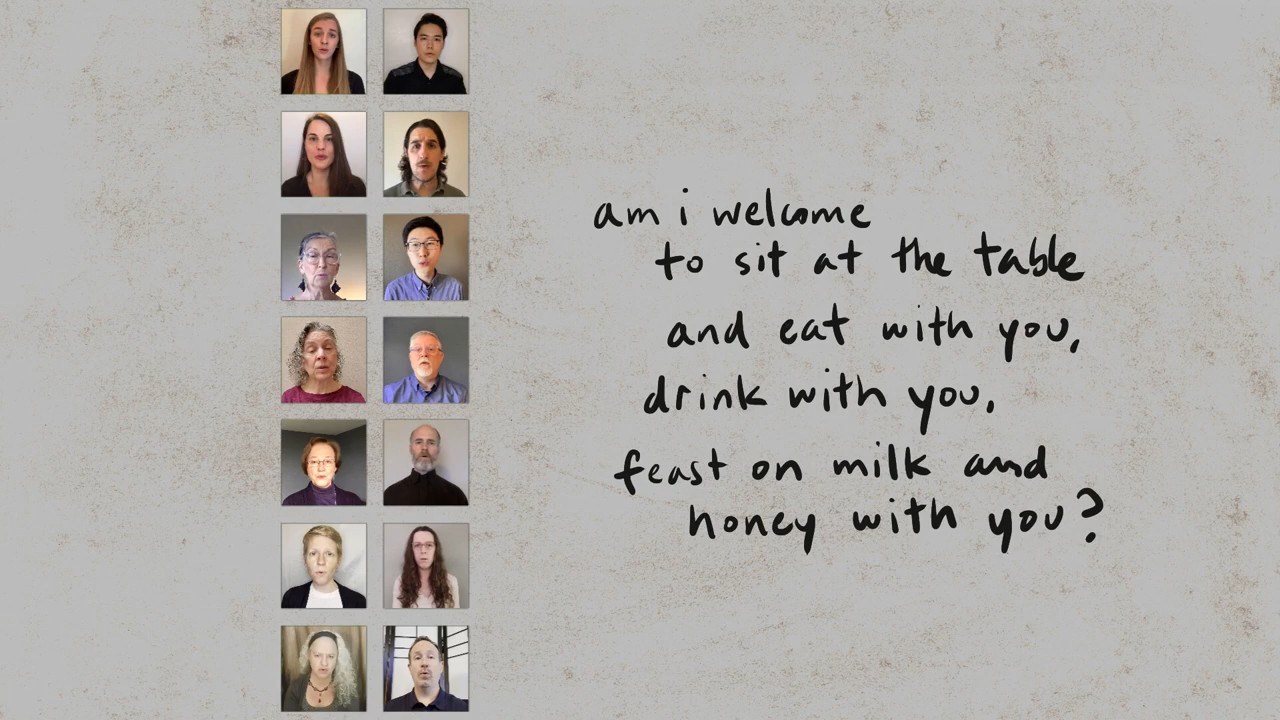 am i welcome
to sit at the table
and eat with you,
drink with you,
feast on milk and
honey with you?